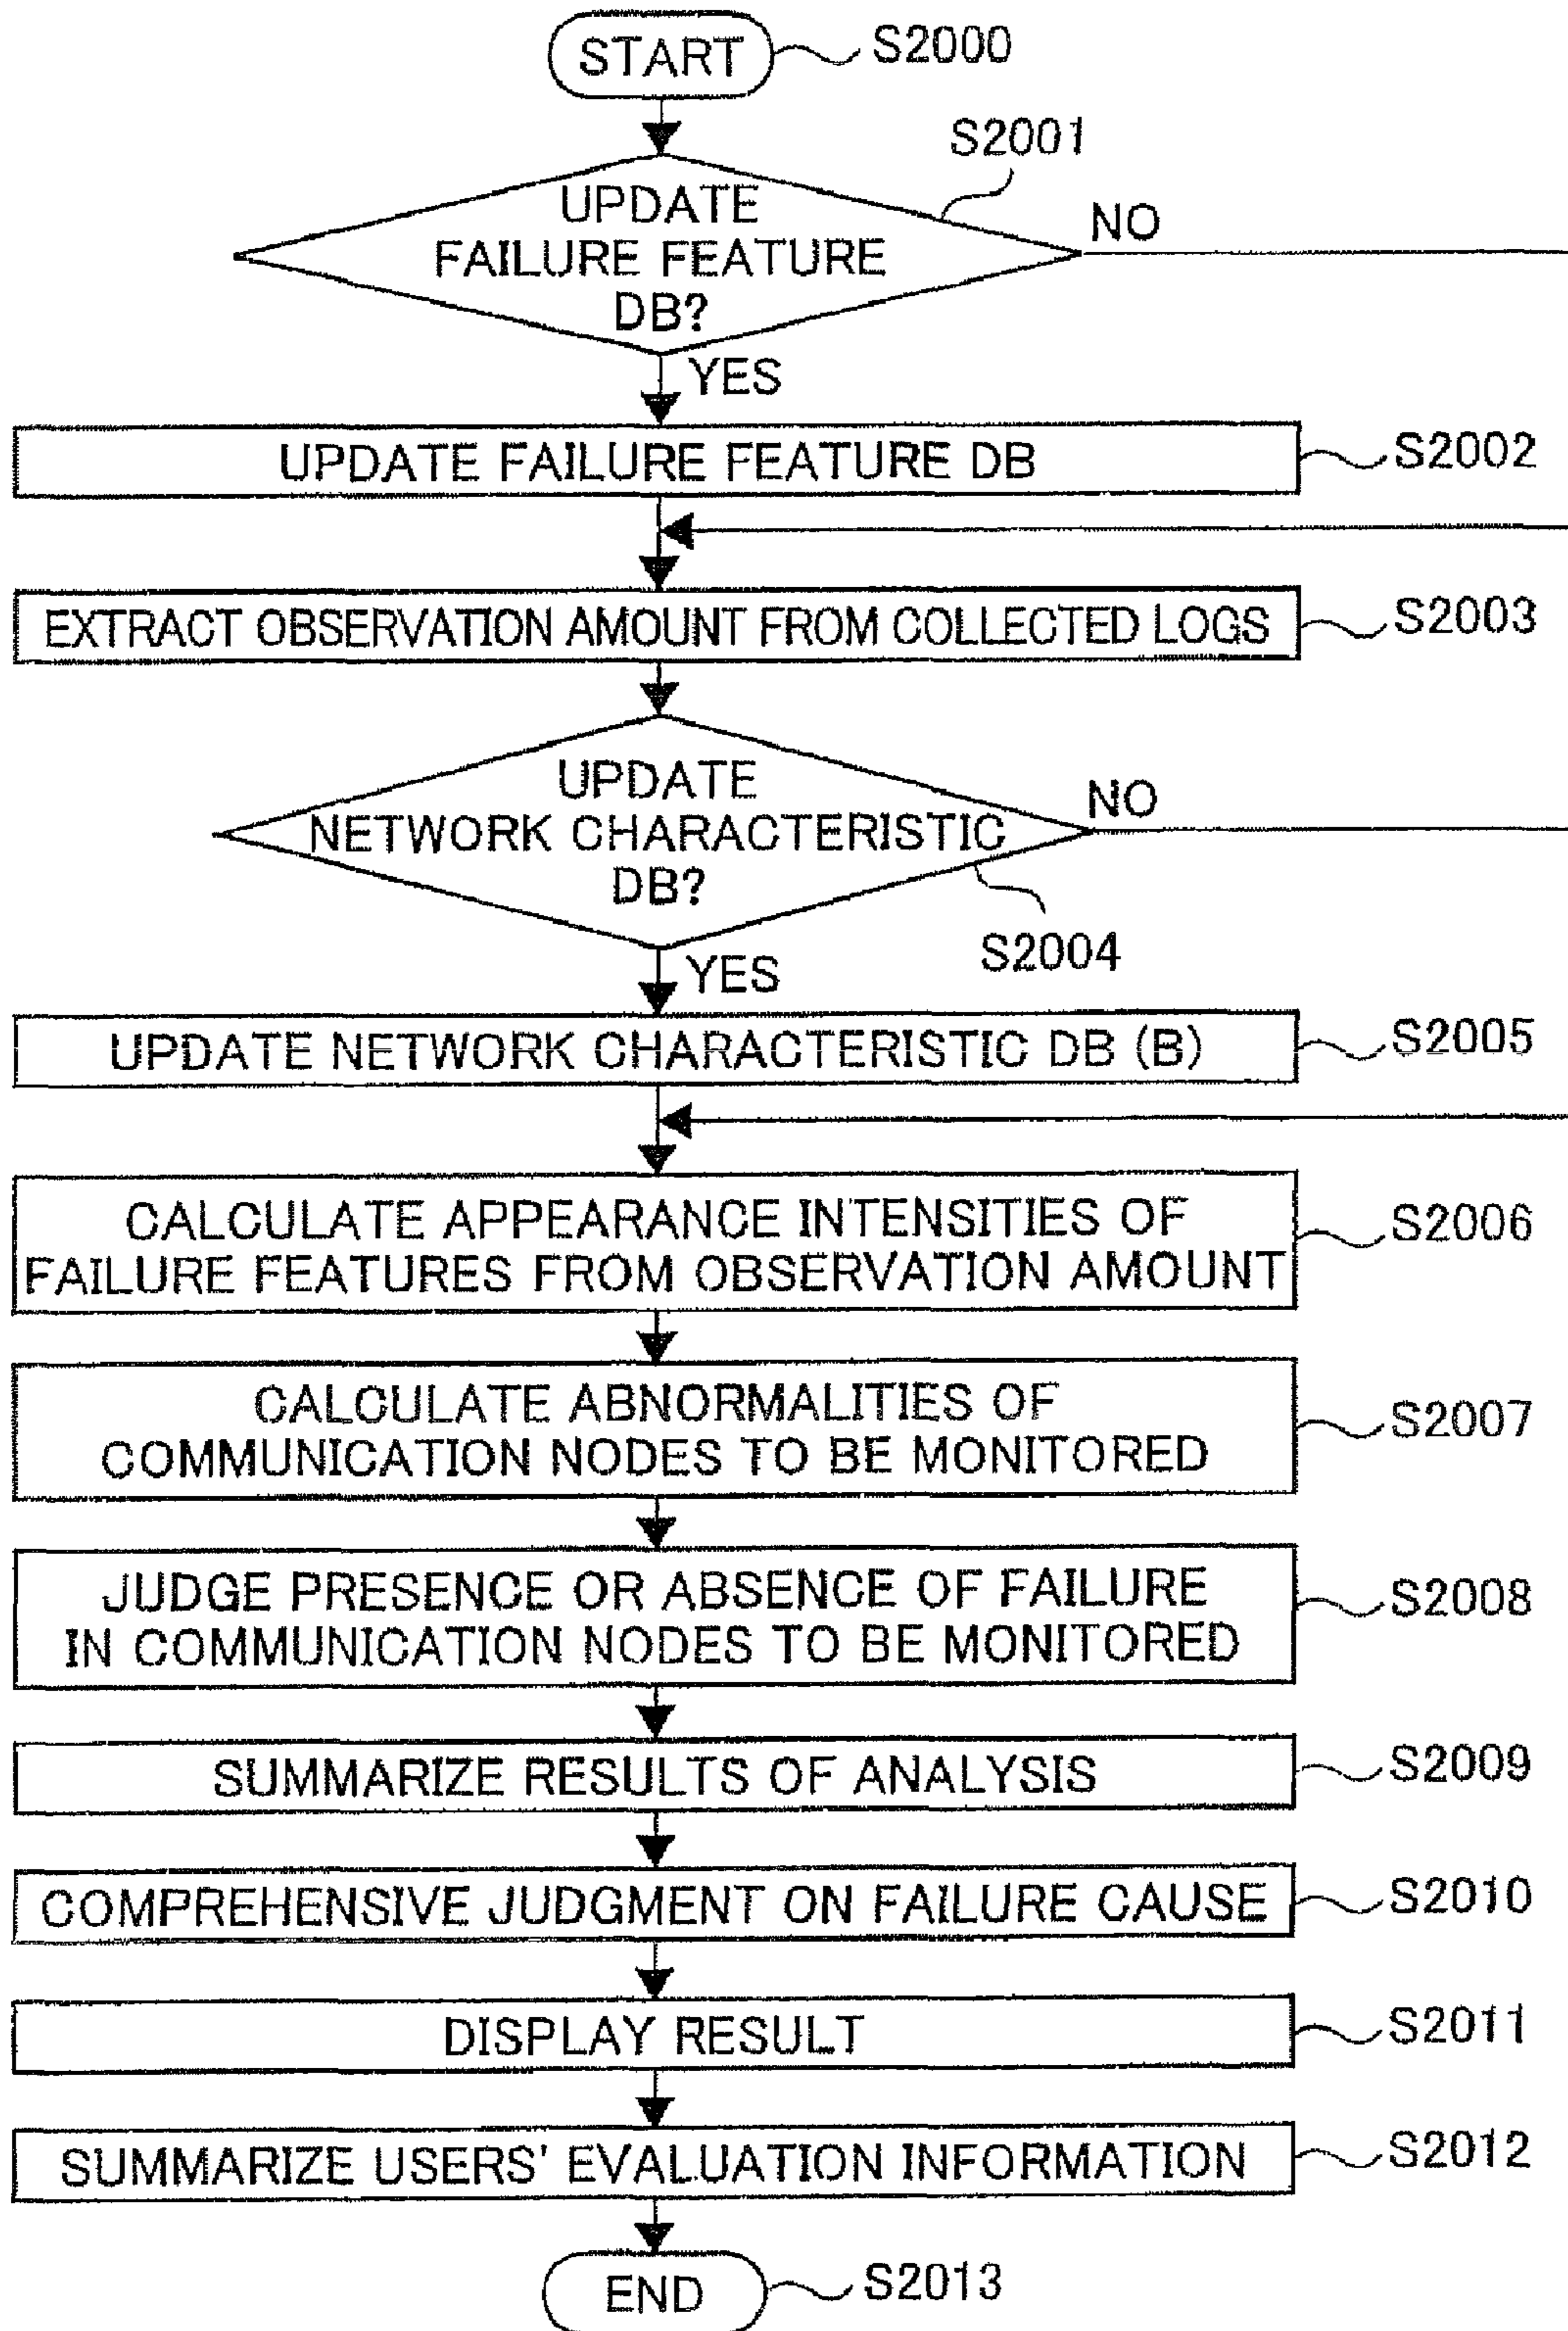 START
S2000
S2001
UPDATE
FAILURE FEATURE
DB?
NO
YES
UPDATE FAILURE FEATURE DB
S2002
EXTRACT OBSERVATION AMOUNT FROM COLLECTED LOGS
S2003
UPDATE
NETWORK CHARACTERISTIC
DB?
NO
S2004
YES
UPDATE NETWORK CHARACTERISTIC DB (B)
S2005
CALCULATE APPEARANCE INTENSITIES OF
FAILURE FEATURES FROM OBSERVATION AMOUNT
S2006
CALCULATE ABNORMALITIES OF
COMMUNICATION NODES TO BE MONITORED
S2007
JUDGE PRESENCE OR ABSENCE OF FAILURE
IN COMMUNICATION NODES TO BE MONITORED
S2008
SUMMARIZE RESULTS OF ANALYSIS
S2009
COMPREHENSIVE JUDGMENT ON FAILURE CAUSE
S2010
DISPLAY RESULT
S2011
SUMMARIZE USERS' EVALUATION INFORMATION
S2012
END
S2013